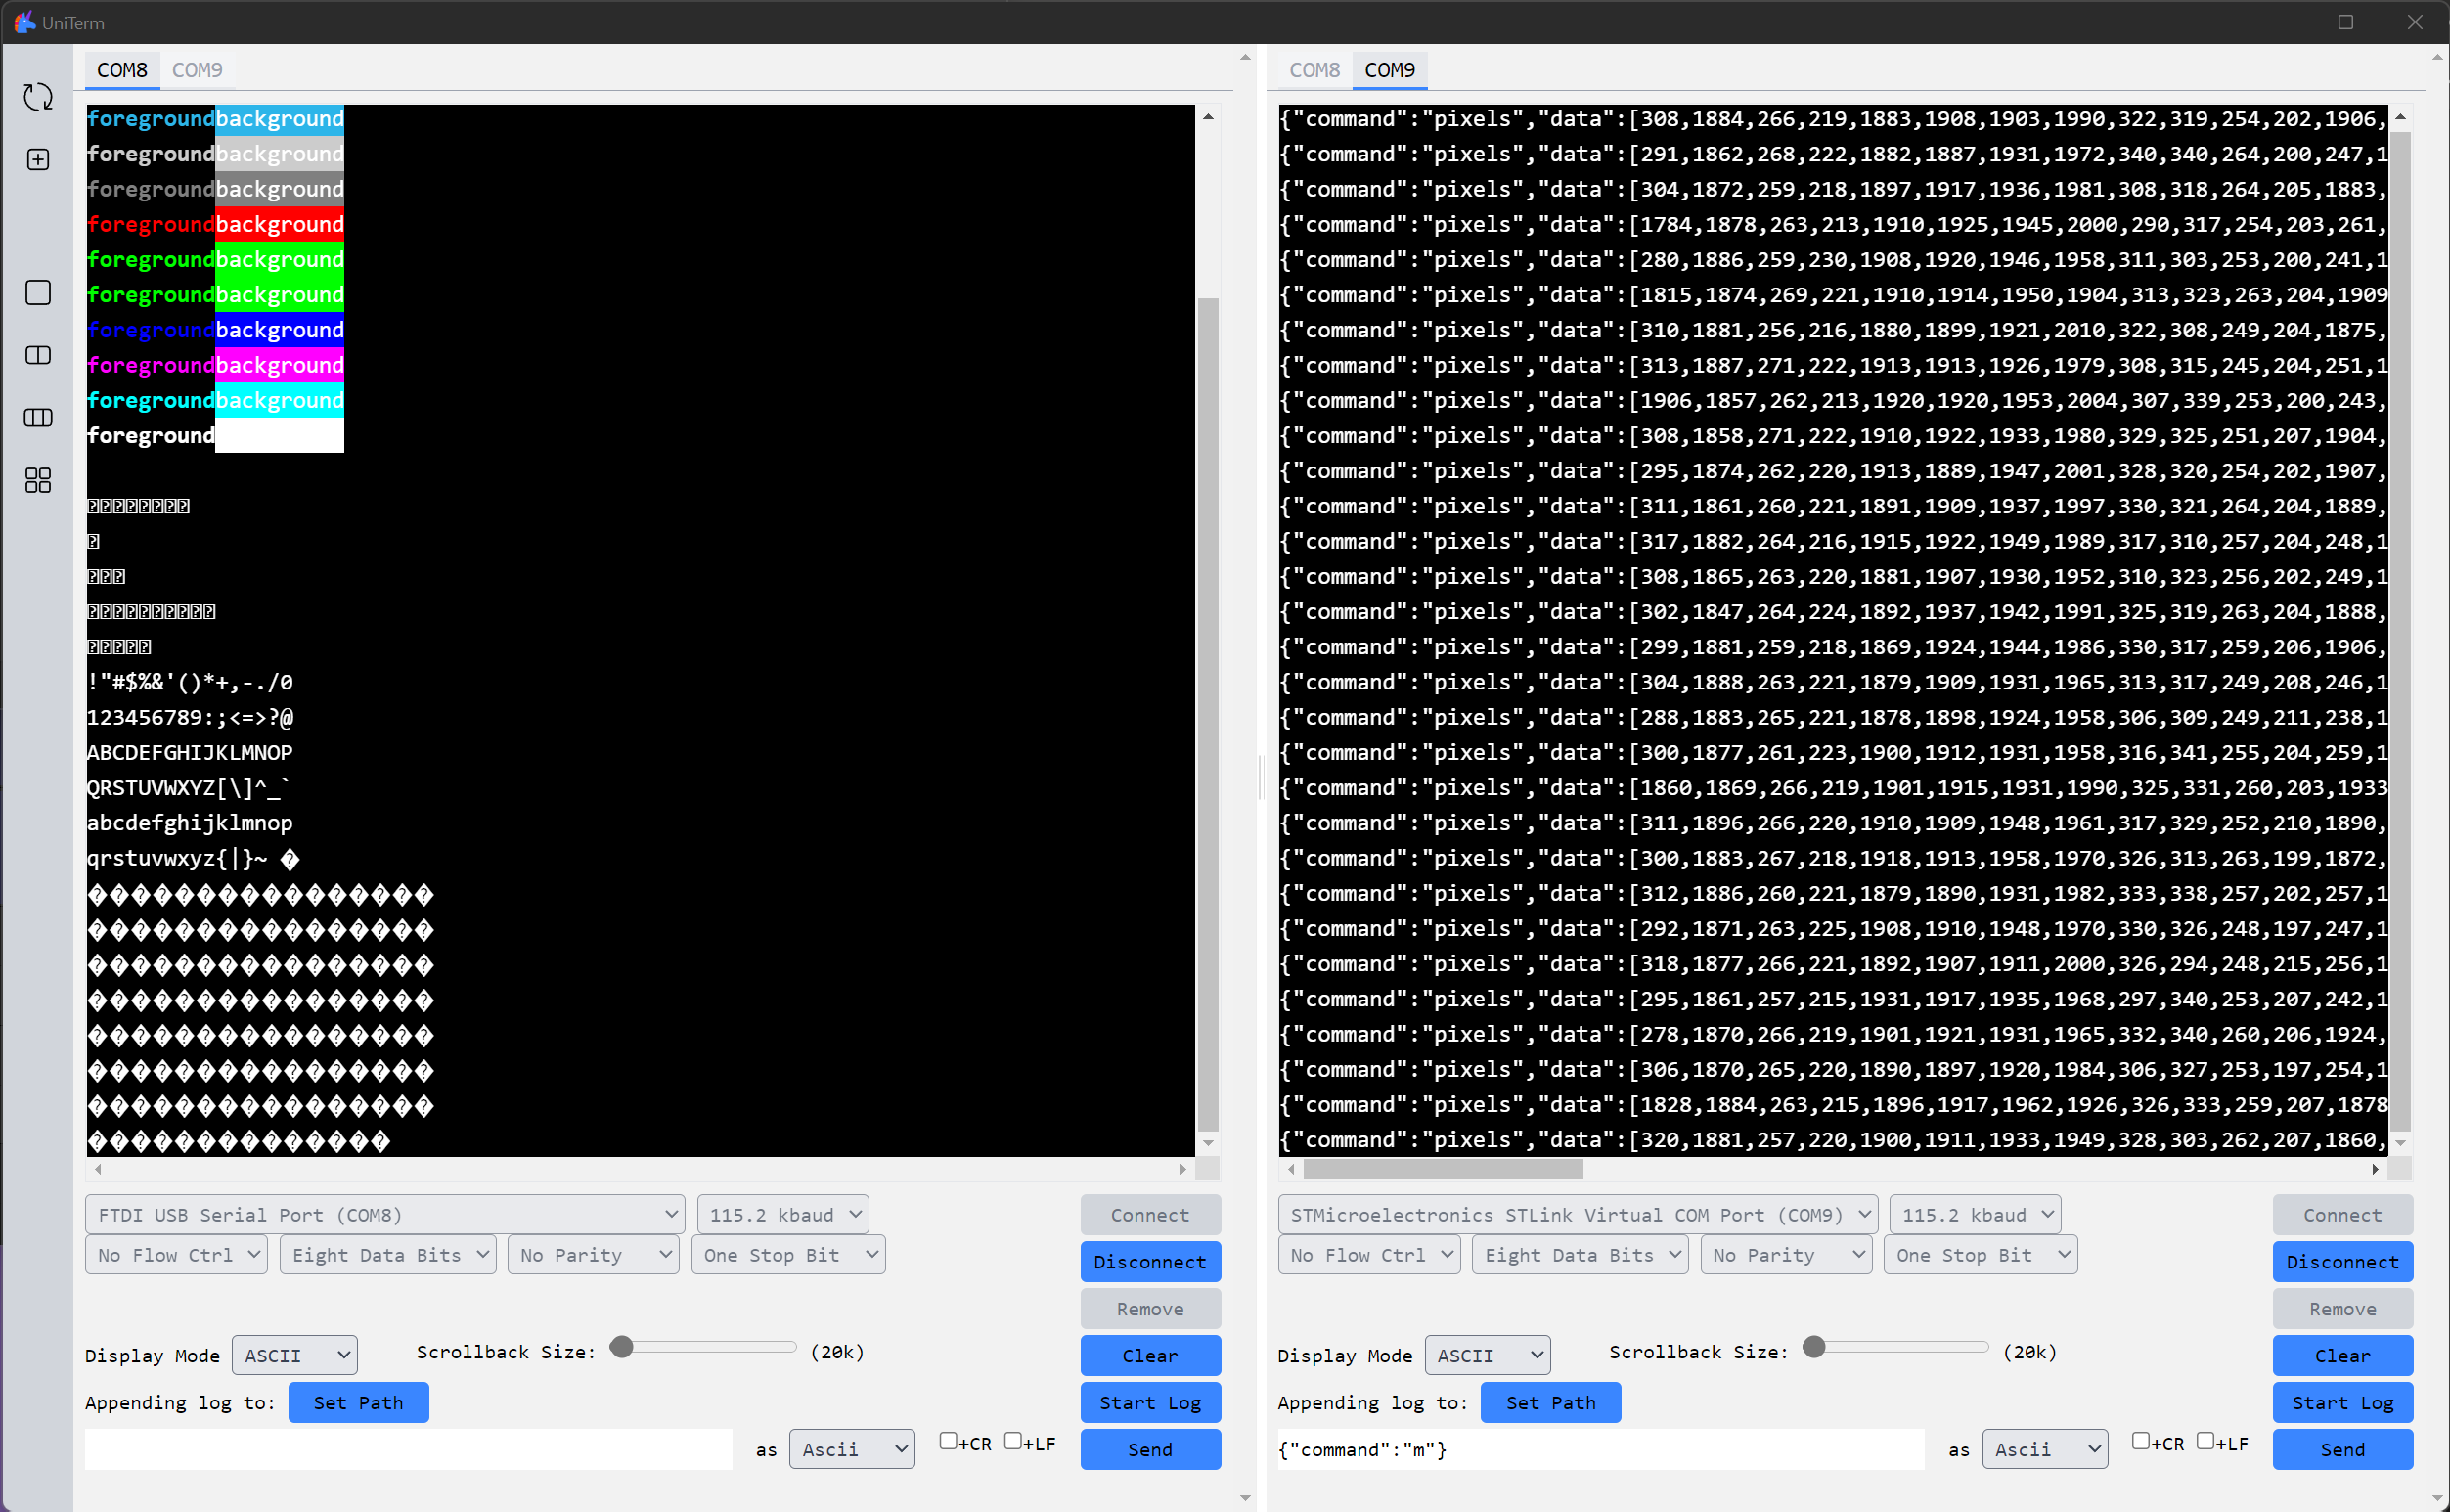 UniTerm
COM8 COM9
foregroundbackground
foregroundbackground
foregroundbackground
foregroundbackground
foregroundbackground
foregroundbackground
foregroundbackground
foregroundbackground
foregroundbackground
foreground
!"#$%&'()*+,-./0
123456789:;<=>?@
ABCDEFGHIJKLMNOP
QRSTUVWXYZ[\]^_`
abcdefghijklmnop
qrstuvwxyz{|}~ �
�����������������
�����������������
�����������������
�����������������
�����������������
�����������������
�����������������
��������������
FTDI USB Serial Port (COM8) 115.2 kbaud Connect
No Flow Ctrl Eight Data Bits No Parity One Stop Bit Disconnect
Remove
Display Mode ASCII Scrollback Size: (20k) Clear
Appending log to: Set Path Start Log
as Ascii +CR +LF Send
COM8 COM9
{"command":"pixels","data":[308,1884,266,219,1883,1908,1903,1990,322,319,254,202,1906,
{"command":"pixels","data":[291,1862,268,222,1882,1887,1931,1972,340,340,264,200,247,1
{"command":"pixels","data":[304,1872,259,218,1897,1917,1936,1981,308,318,264,205,1883,
{"command":"pixels","data":[1784,1878,263,213,1910,1925,1945,2000,290,317,254,203,261,
{"command":"pixels","data":[280,1886,259,230,1908,1920,1946,1958,311,303,253,200,241,1
{"command":"pixels","data":[1815,1874,269,221,1910,1914,1950,1904,313,323,263,204,1909
{"command":"pixels","data":[310,1881,256,216,1880,1899,1921,2010,322,308,249,204,1875,
{"command":"pixels","data":[313,1887,271,222,1913,1913,1926,1979,308,315,245,204,251,1
{"command":"pixels","data":[1906,1857,262,213,1920,1920,1953,2004,307,339,253,200,243,
{"command":"pixels","data":[308,1858,271,222,1910,1922,1933,1980,329,325,251,207,1904,
{"command":"pixels","data":[295,1874,262,220,1913,1889,1947,2001,328,320,254,202,1907,
{"command":"pixels","data":[311,1861,260,221,1891,1909,1937,1997,330,321,264,204,1889,
{"command":"pixels","data":[317,1882,264,216,1915,1922,1949,1989,317,310,257,204,248,1
{"command":"pixels","data":[308,1865,263,220,1881,1907,1930,1952,310,323,256,202,249,1
{"command":"pixels","data":[302,1847,264,224,1892,1937,1942,1991,325,319,263,204,1888,
{"command":"pixels","data":[299,1881,259,218,1869,1924,1944,1986,330,317,259,206,1906,
{"command":"pixels","data":[304,1888,263,221,1879,1909,1931,1965,313,317,249,208,246,1
{"command":"pixels","data":[288,1883,265,221,1878,1898,1924,1958,306,309,249,211,238,1
{"command":"pixels","data":[300,1877,261,223,1900,1912,1931,1958,316,341,255,204,259,1
{"command":"pixels","data":[1860,1869,266,219,1901,1915,1931,1990,325,331,260,203,1933
{"command":"pixels","data":[311,1896,266,220,1910,1909,1948,1961,317,329,252,210,1890,
{"command":"pixels","data":[300,1883,267,218,1918,1913,1958,1970,326,313,263,199,1872,
{"command":"pixels","data":[312,1886,260,221,1879,1890,1931,1982,333,338,257,202,257,1
{"command":"pixels","data":[292,1871,263,225,1908,1910,1948,1970,330,326,248,197,247,1
{"command":"pixels","data":[318,1877,266,221,1892,1907,1911,2000,326,294,248,215,256,1
{"command":"pixels","data":[295,1861,257,215,1931,1917,1935,1968,297,340,253,207,242,1
{"command":"pixels","data":[278,1870,266,219,1901,1921,1931,1965,332,340,260,206,1924,
{"command":"pixels","data":[306,1870,265,220,1890,1897,1920,1984,306,327,253,197,254,1
{"command":"pixels","data":[1828,1884,263,215,1896,1917,1962,1926,326,333,259,207,1878
{"command":"pixels","data":[320,1881,257,220,1900,1911,1933,1949,328,303,262,207,1860,
STMicroelectronics STLink Virtual COM Port (COM9) 115.2 kbaud Connect
No Flow Ctrl Eight Data Bits No Parity One Stop Bit Disconnect
Remove
Display Mode ASCII Scrollback Size: (20k) Clear
Appending log to: Set Path Start Log
{"command":"m"} as Ascii +CR +LF Send